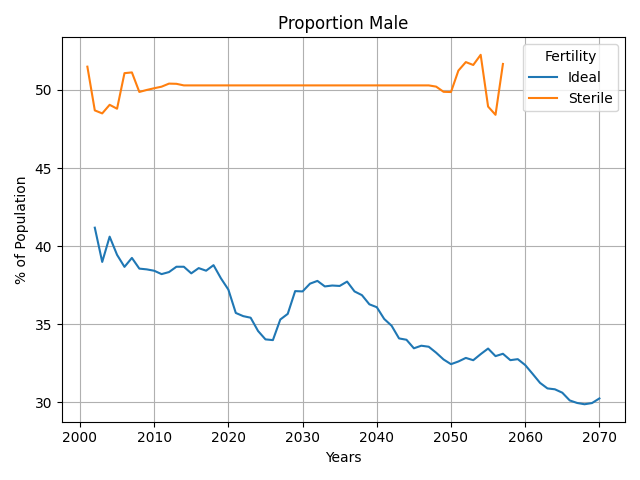 Proportion Male
Fertility
Ideal
Sterile
% of Population
50
45
40
35
30
2000 2010 2020 2030 2040 2050 2060 2070
Years